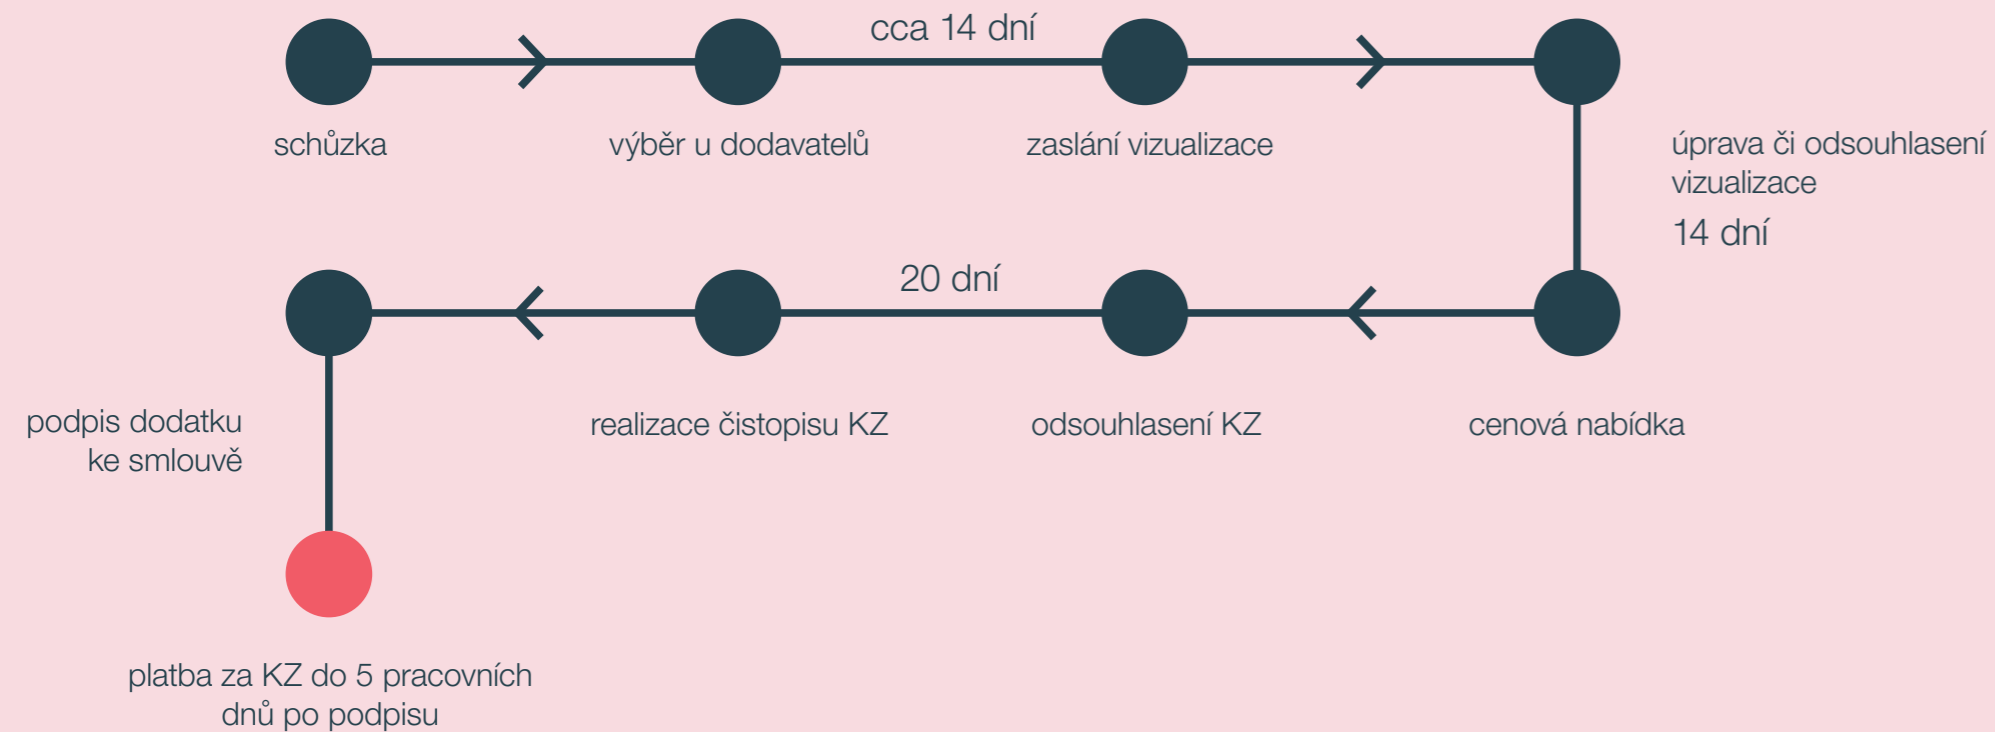 cca 14 dní
schůzka
výběr u dodavatelů
zaslání vizualizace
úprava či odsouhlasení
vizualizace
14 dní
20 dní
podpis dodatku
ke smlouvě
realizace čistopisu KZ
odsouhlasení KZ
cenová nabídka
platba za KZ do 5 pracovních
dnů po podpisu